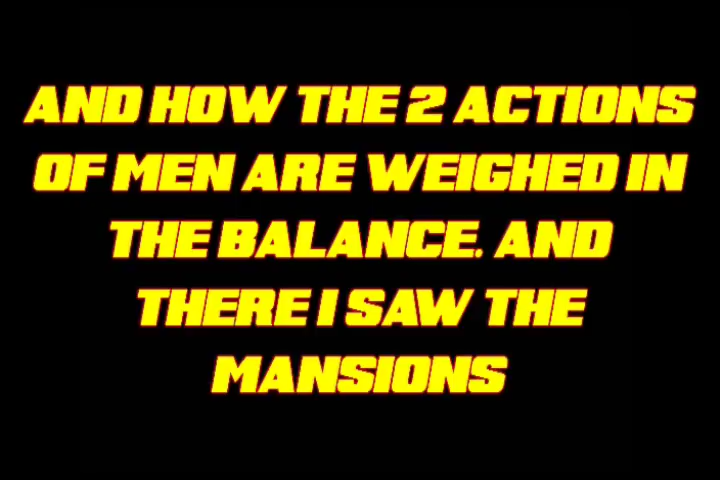 AND HOW THE 2 ACTIONS
OF MEN ARE WEIGHED IN
THE BALANCE. AND
THERE I SAW THE
MANSIONS